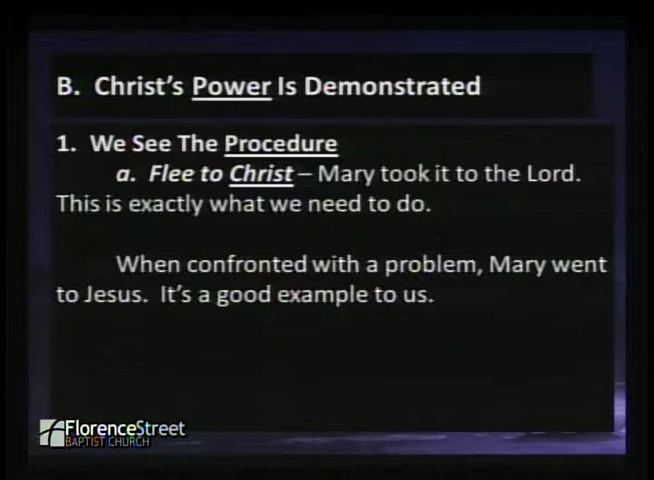 B. Christ's Power Is Demonstrated
1. We See The Procedure
a. Flee to Christ – Mary took it to the Lord.
This is exactly what we need to do.
When confronted with a problem, Mary went
to Jesus. It's a good example to us.
FlorenceStreet
BAPTIST CHURCH